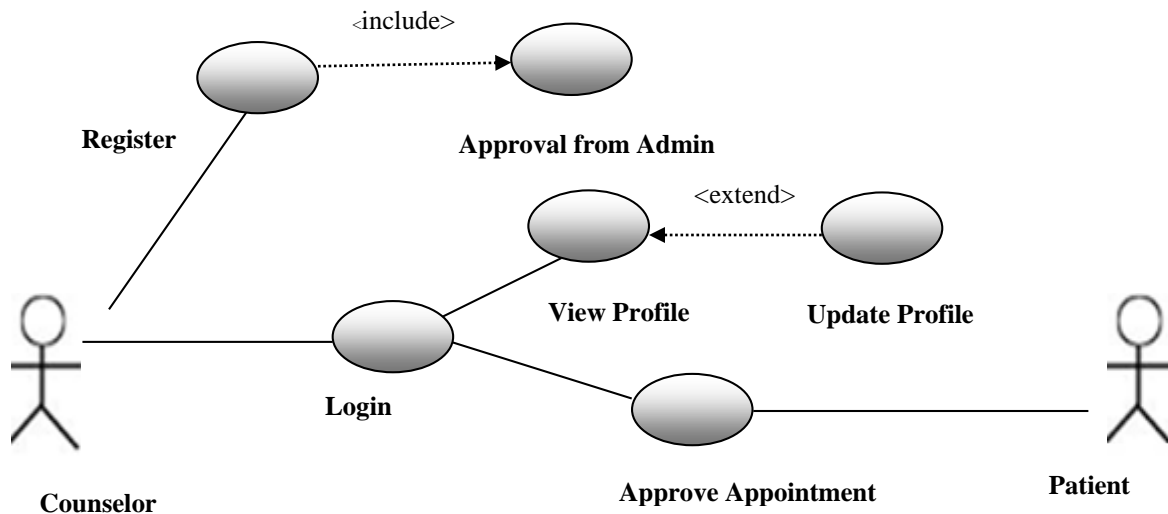 <include>
Register
Approval from Admin
<extend>
View Profile
Update Profile
Login
Approve Appointment
Patient
Counselor